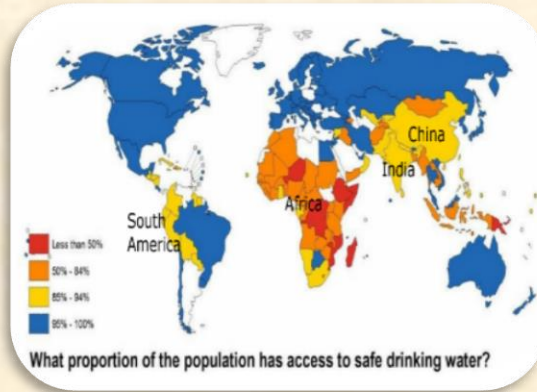 China
India
Africa
South
America
Less than 50%
50% - 84%
85% - 94%
95% - 100%
What proportion of the population has access to safe drinking water?